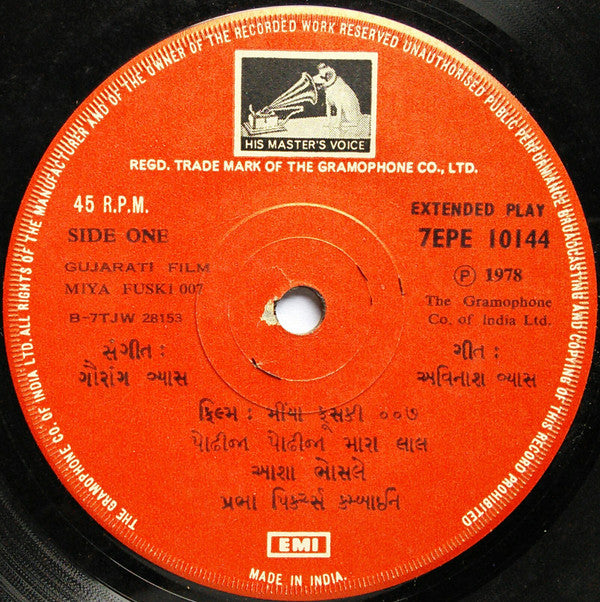 THE GRAMOPHONE CO. OF INDIA LTD. ALL RIGHTS OF THE MANUFACTURER AND OF THE OWNER OF THE RECORDED WORK RESERVED UNAUTHORISED PUBLIC PERFORMANCE BROADCASTING AND COPYING OF THIS RECORD PROHIBITED
HIS MASTER'S VOICE
REGD. TRADE MARK OF THE GRAMOPHONE CO., LTD.
45 R.P.M.
EXTENDED PLAY
SIDE ONE
7EPE 10144
GUJARATI FILM
MIYA FUSKI 007
℗ 1978
B-7TJW 28153
The Gramophone
Co. of India Ltd.
સંગીત:
ગૌરાંગ વ્યાસ
ગીત:
અવિનાશ વ્યાસ
ફિલ્મ: મીંયા ફૂસકી ૦૦૭
પોઢીજા પોઢીજા મારા લાલ
આશા ભોસલે
પ્રભા પિક્ચર્સ કમ્બાઈન
EMI
MADE IN INDIA.